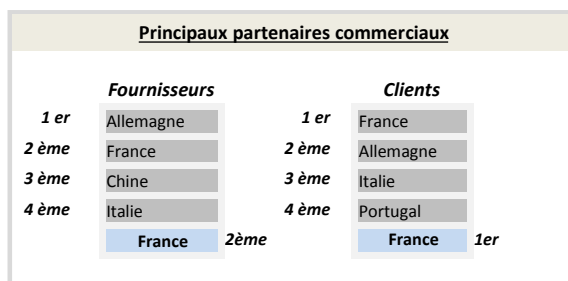 Principaux partenaires commerciaux
Fournisseurs Clients
1 er Allemagne 1 er France
2 ème France 2 ème Allemagne
3 ème Chine 3 ème Italie
4 ème Italie 4 ème Portugal
France 2ème France 1er